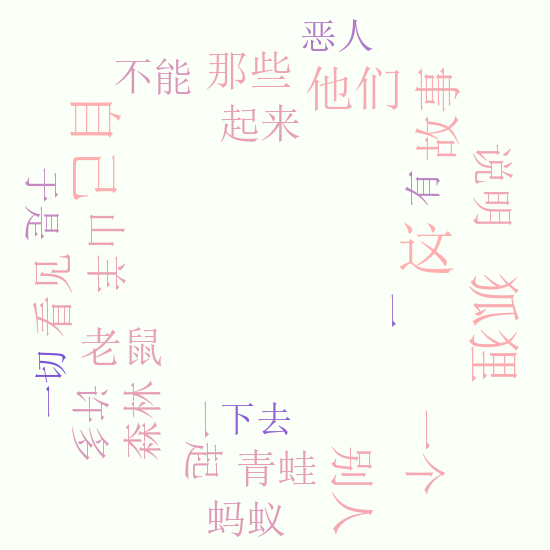 恶人
不能
那些
他们
起来
自己
故事
说明
于是
有
山羊
这
看见
狐狸
一
老鼠
一切
许多
森林
下去
一个
一起
青蛙
别人
蚂蚁